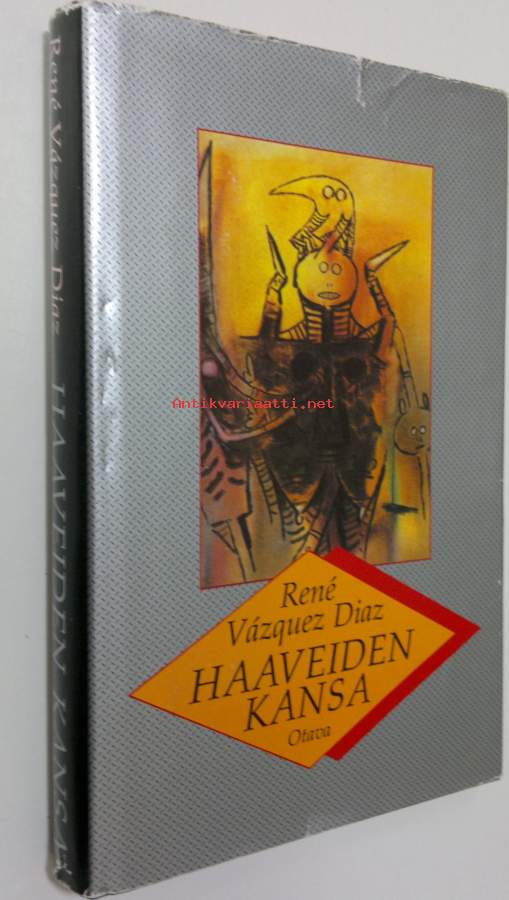 René Vázquez Diaz HAAVEIDEN KANSA
Antikvariaatti.net
René
Vázquez Diaz
HAAVEIDEN
KANSA
Otava